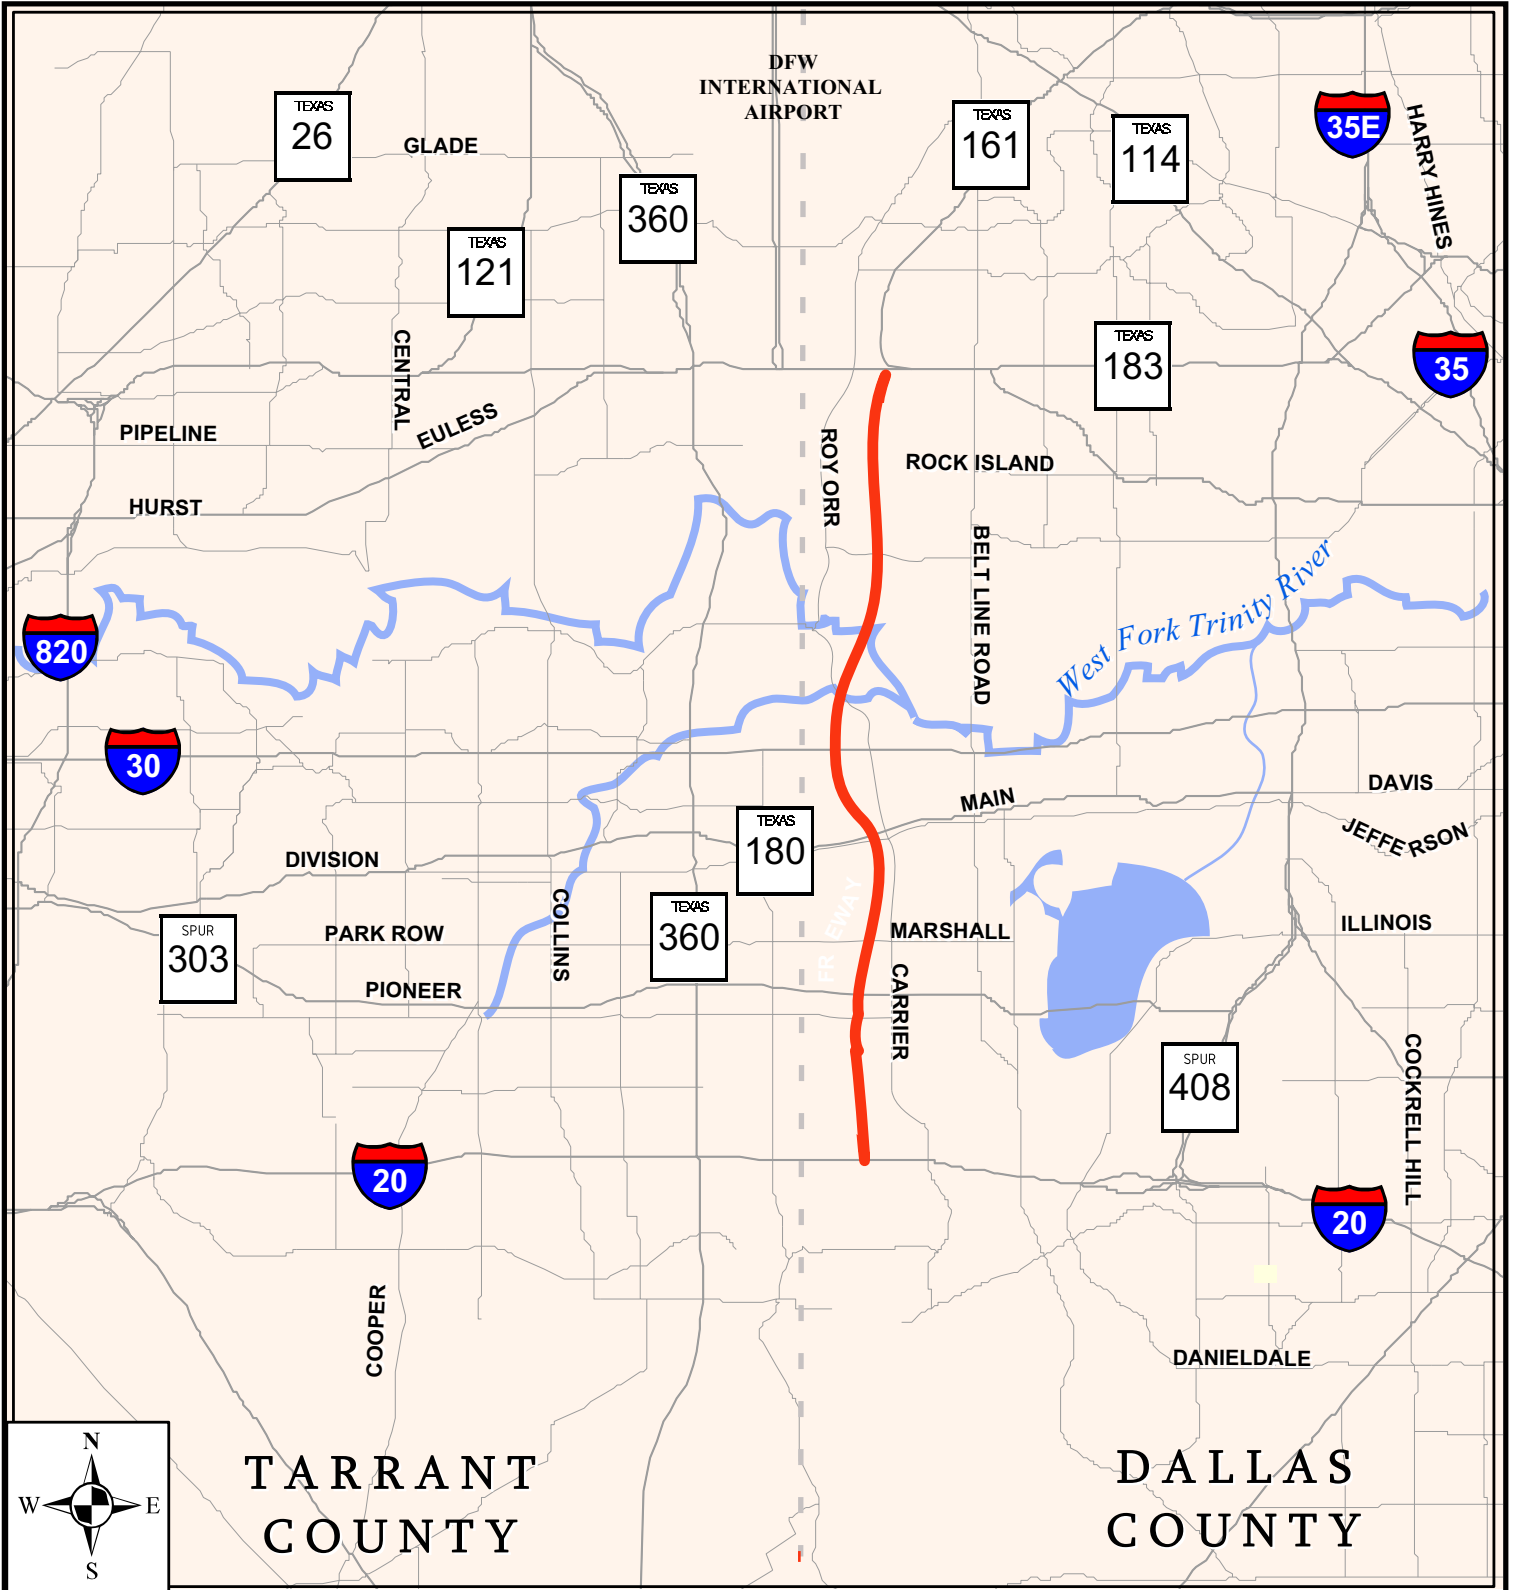 DFW
INTERNATIONAL
AIRPORT
TEXAS
26
GLADE
TEXAS
161
TEXAS
114
35E
HARRY HINES
TEXAS
360
TEXAS
121
CENTRAL
TEXAS
183
35
PIPELINE
EULESS
ROY ORR
ROCK ISLAND
HURST
BELT LINE ROAD
West Fork Trinity River
820
30
DAVIS
MAIN
JEFFERSON
TEXAS
180
DIVISION
COLLINS
TEXAS
360
FR EWAY
MARSHALL
ILLINOIS
SPUR
303
PARK ROW
PIONEER
CARRIER
COCKRELL HILL
SPUR
408
20
20
COOPER
DANIELDALE
N
W E
S
TARRANT
COUNTY
DALLAS
COUNTY